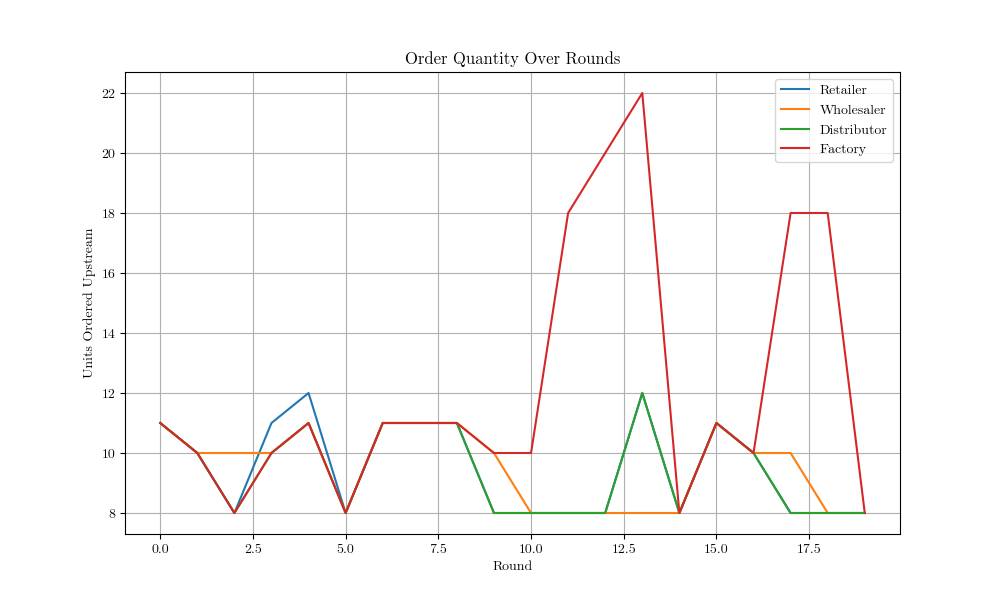 Order Quantity Over Rounds
Units Ordered Upstream
22
20
18
16
14
12
10
8
0.0 2.5 5.0 7.5 10.0 12.5 15.0 17.5
Round
Retailer
Wholesaler
Distributor
Factory